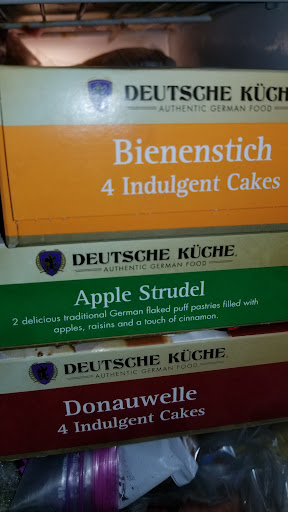 DEUTSCHE KÜCH
AUTHENTIC GERMAN FOOD
Bienenstich
4 Indulgent Cakes
DEUTSCHE KÜCHE
AUTHENTIC GERMAN FOOD
Apple Strudel
2 delicious traditional German flaked puff pastries filled with
apples, raisins and a touch of cinnamon.
DEUTSCHE KÜCHE
AUTHENTIC GERMAN FOOD
Donauwelle
4 Indulgent Cakes